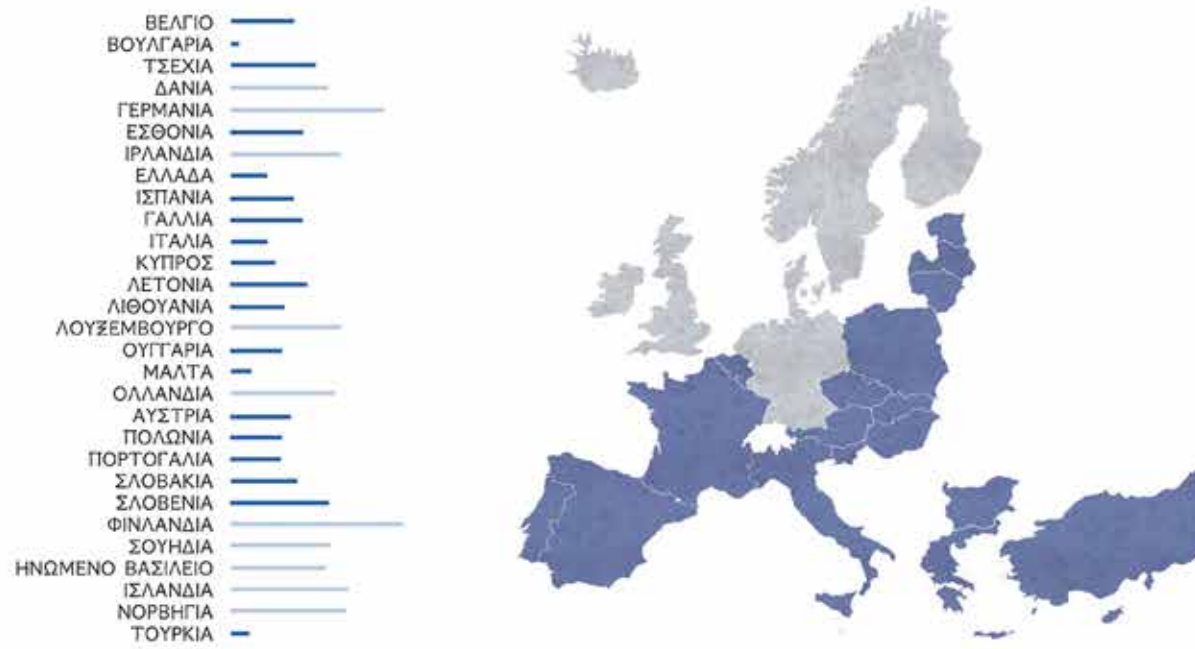 ΒΕΛΓΙΟ
ΒΟΥΛΓΑΡΙΑ
ΤΣΕΧΙΑ
ΔΑΝΙΑ
ΓΕΡΜΑΝΙΑ
ΕΣΘΟΝΙΑ
ΙΡΛΑΝΔΙΑ
ΕΛΛΑΔΑ
ΙΣΠΑΝΙΑ
ΓΑΛΛΙΑ
ΙΤΑΛΙΑ
ΚΥΠΡΟΣ
ΛΕΤΟΝΙΑ
ΛΙΘΟΥΑΝΙΑ
ΛΟΥΞΕΜΒΟΥΡΓΟ
ΟΥΓΓΑΡΙΑ
ΜΑΛΤΑ
ΟΛΛΑΝΔΙΑ
ΑΥΣΤΡΙΑ
ΠΟΛΩΝΙΑ
ΠΟΡΤΟΓΑΛΙΑ
ΣΛΟΒΑΚΙΑ
ΣΛΟΒΕΝΙΑ
ΦΙΝΛΑΝΔΙΑ
ΣΟΥΗΔΙΑ
ΗΝΩΜΕΝΟ ΒΑΣΙΛΕΙΟ
ΙΣΛΑΝΔΙΑ
ΝΟΡΒΗΓΙΑ
ΤΟΥΡΚΙΑ